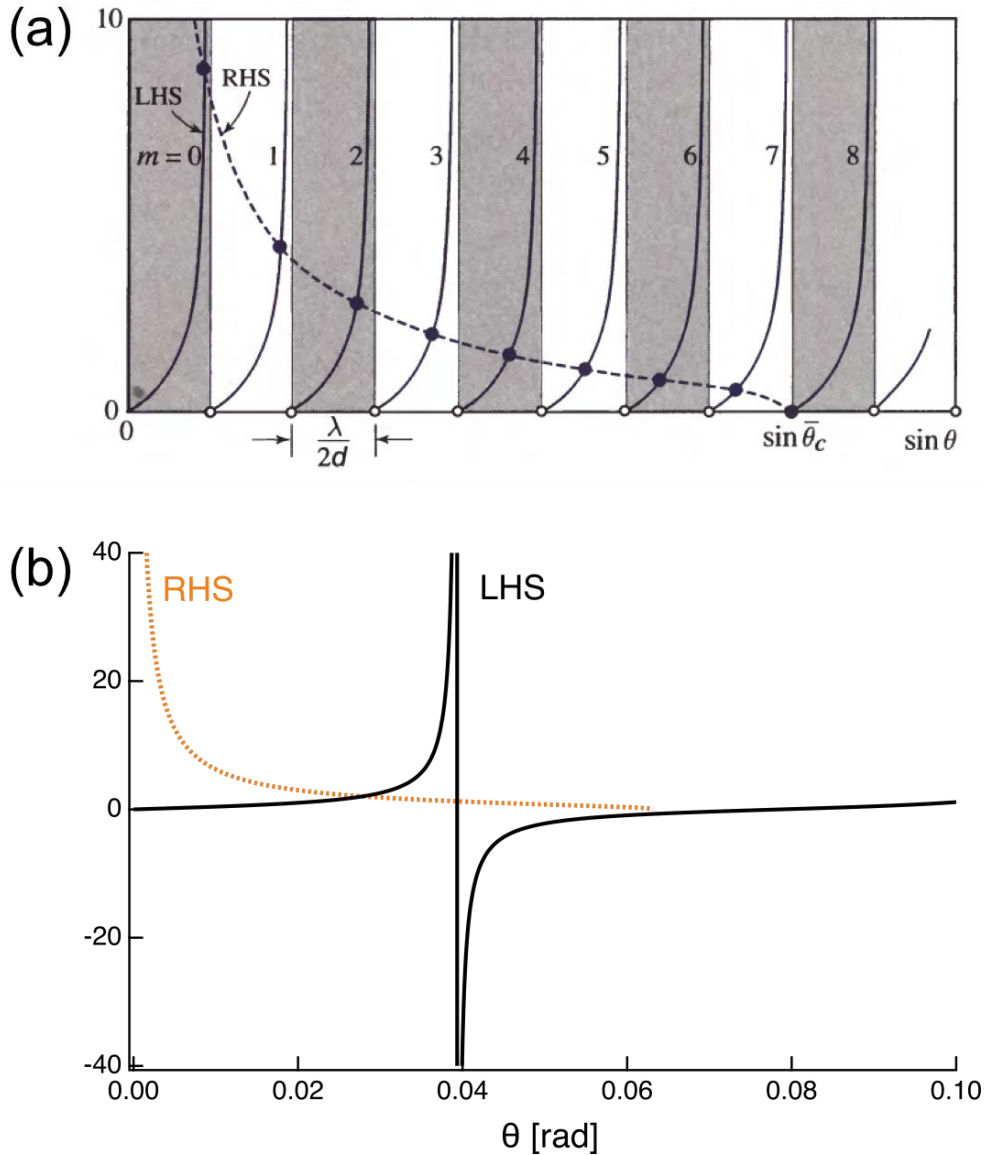 (a)
10
LHS
RHS
m = 0 1 2 3 4 5 6 7 8
0
0
λ/2d
sin θ̄c
sin θ
(b)
40
RHS
LHS
20
0
-20
-40
0.00 0.02 0.04 0.06 0.08 0.10
θ [rad]